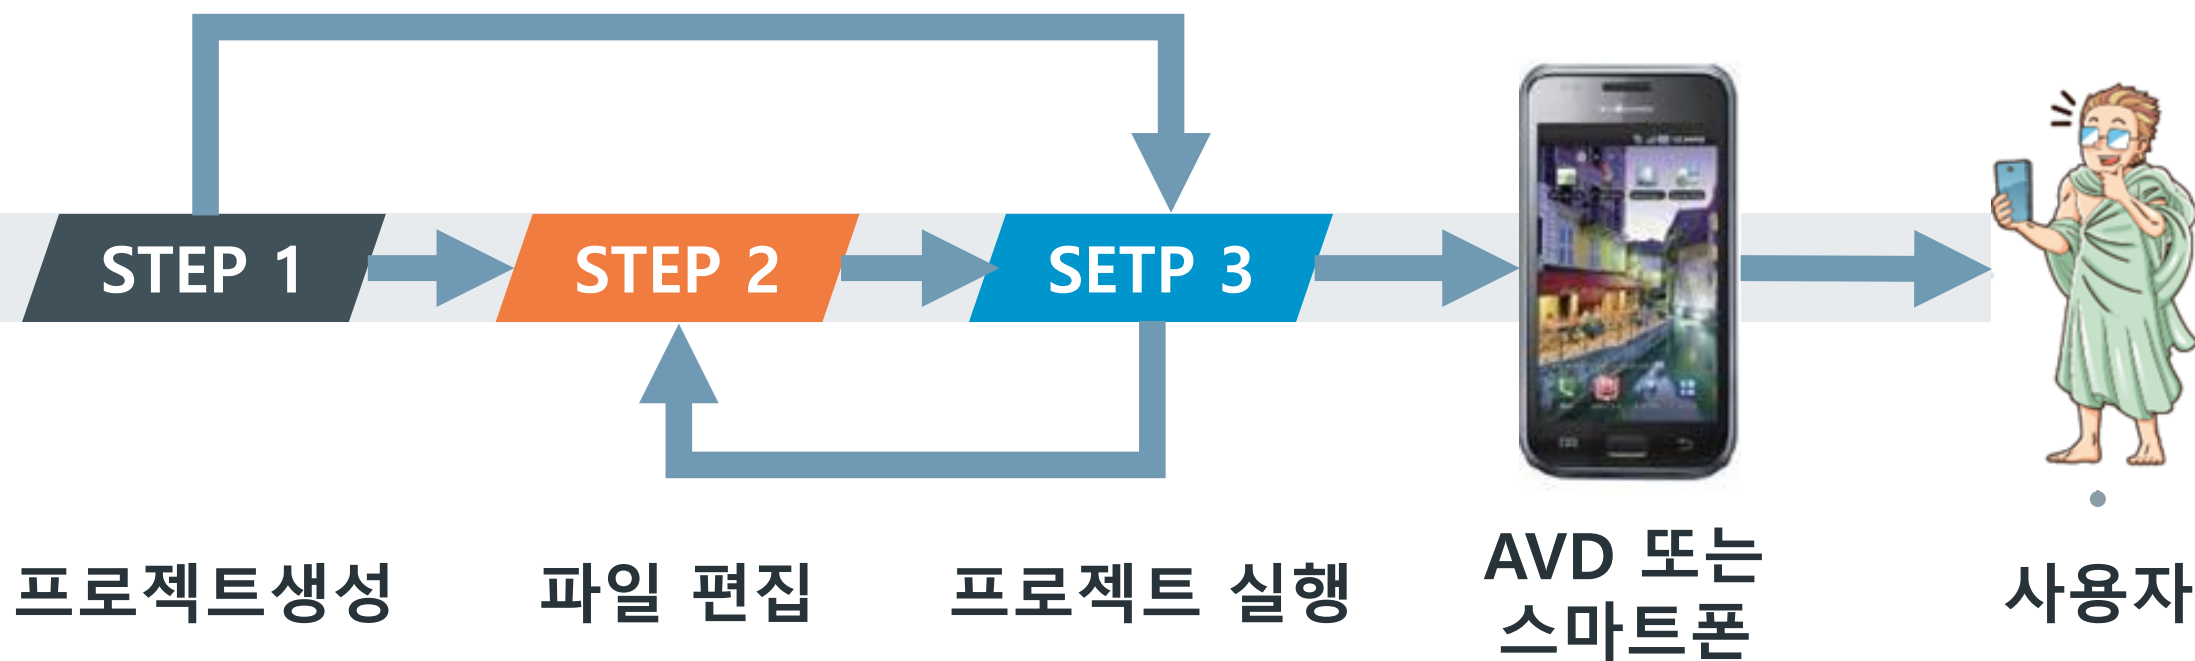 STEP 1
STEP 2
SETP 3
프로젝트생성
파일 편집
프로젝트 실행
AVD 또는
스마트폰
사용자